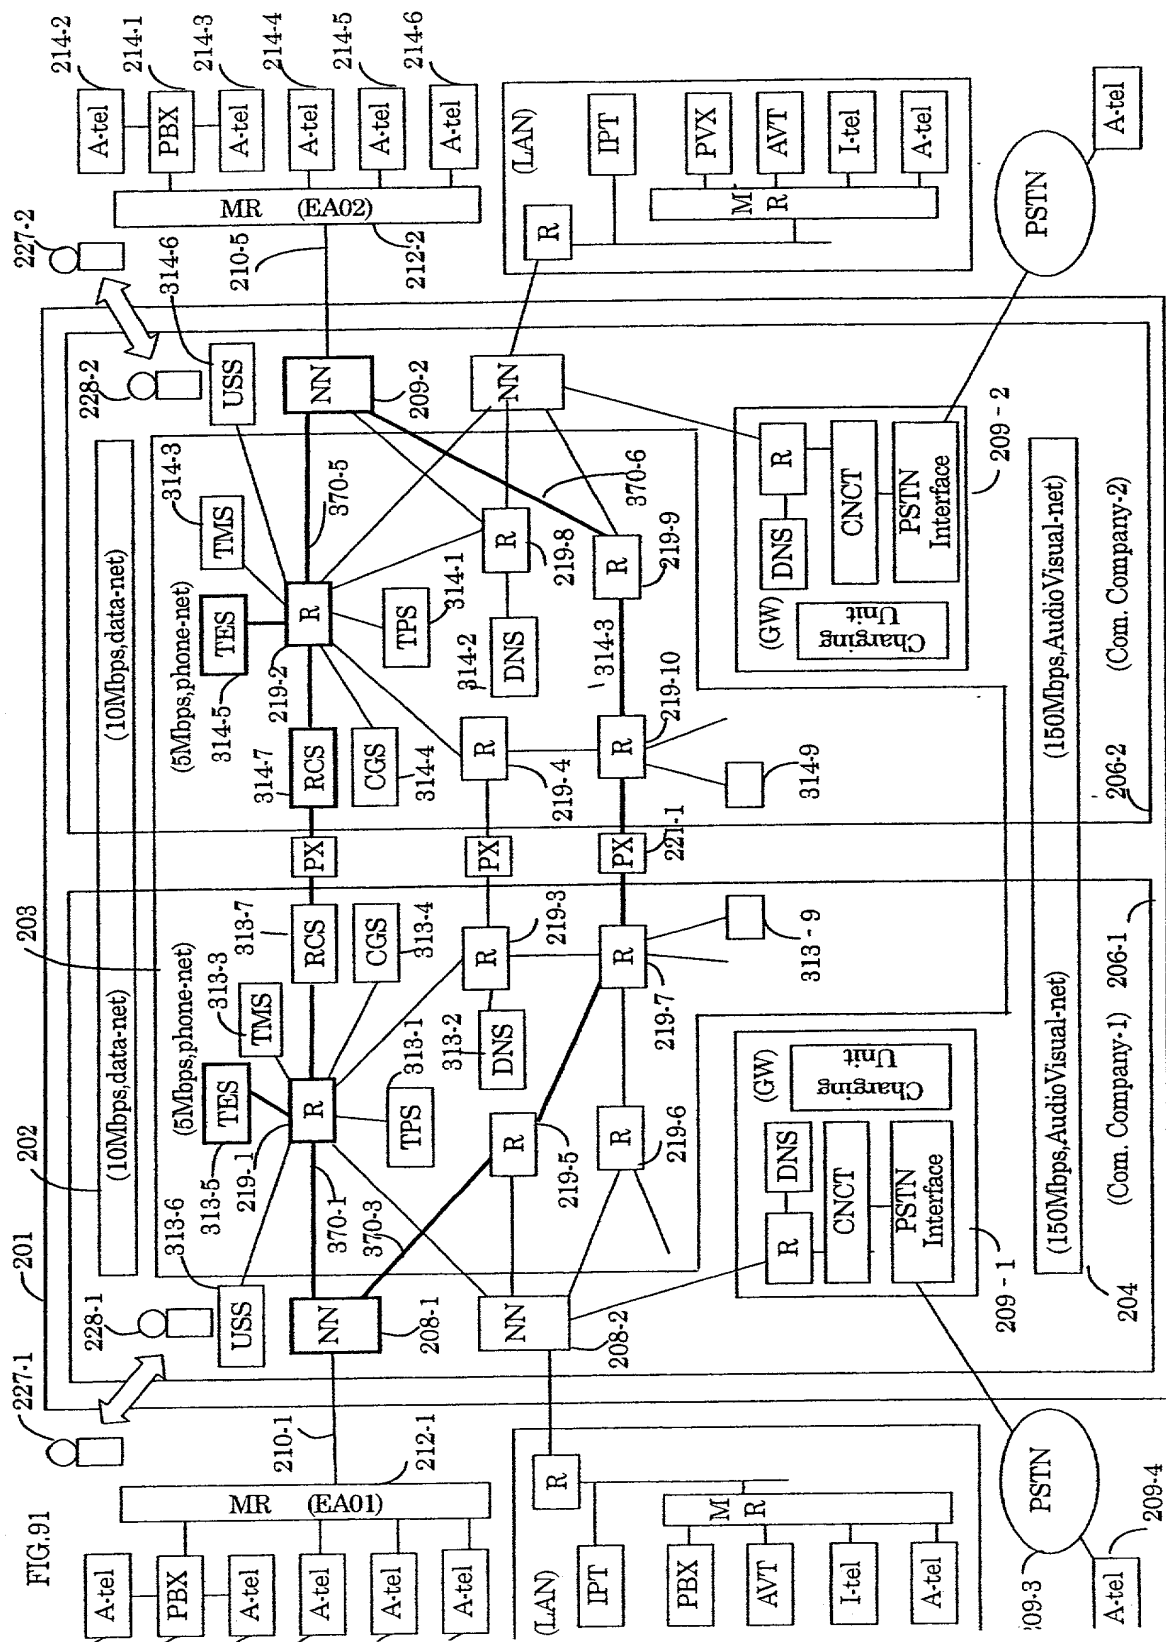 FIG.91
227-1
201
202
203
228-1
313-6
USS
(10Mbps,data-net)
(10Mbps,data-net)
228-2
314-6
USS
227-2
A-tel
PBX
A-tel
A-tel
A-tel
A-tel
MR (EA01)
210-1
212-1
NN
208-1
370-1
370-3
313-5
219-1
TES
(5Mbps,phone-net)
313-3
TMS
R
TPS
313-1
313-7
RCS
CGS
313-4
PX
314-7
RCS
CGS
314-4
314-5
219-2
(5Mbps,phone-net)
TES
TMS
314-3
R
TPS
314-1
370-5
NN
209-2
210-5
212-2
MR (EA02)
A-tel
214-2
PBX
214-1
A-tel
214-3
A-tel
214-4
A-tel
214-5
A-tel
214-6
(LAN)
R
IPT
PBX
AVT
I-tel
A-tel
M
R
NN
208-2
R
219-5
R
219-6
313-2
DNS
R
219-3
PX
R
219-4
314-2
DNS
R
219-8
NN
R
219-7
313-9
PX
221-1
R
219-10
314-9
314-3
R
219-9
370-6
(LAN)
R
IPT
PVX
AVT
I-tel
A-tel
M
R
R
DNS
(GW)
CNCT
PSTN
Interface
Charging
Unit
209-1
(GW)
DNS
R
CNCT
PSTN
Interface
Charging
Unit
209-2
204
(150Mbps,AudioVisual-net)
(150Mbps,AudioVisual-net)
(Com. Company-1)
206-1
206-2
(Com. Company-2)
PSTN
209-3
A-tel
209-4
PSTN
A-tel